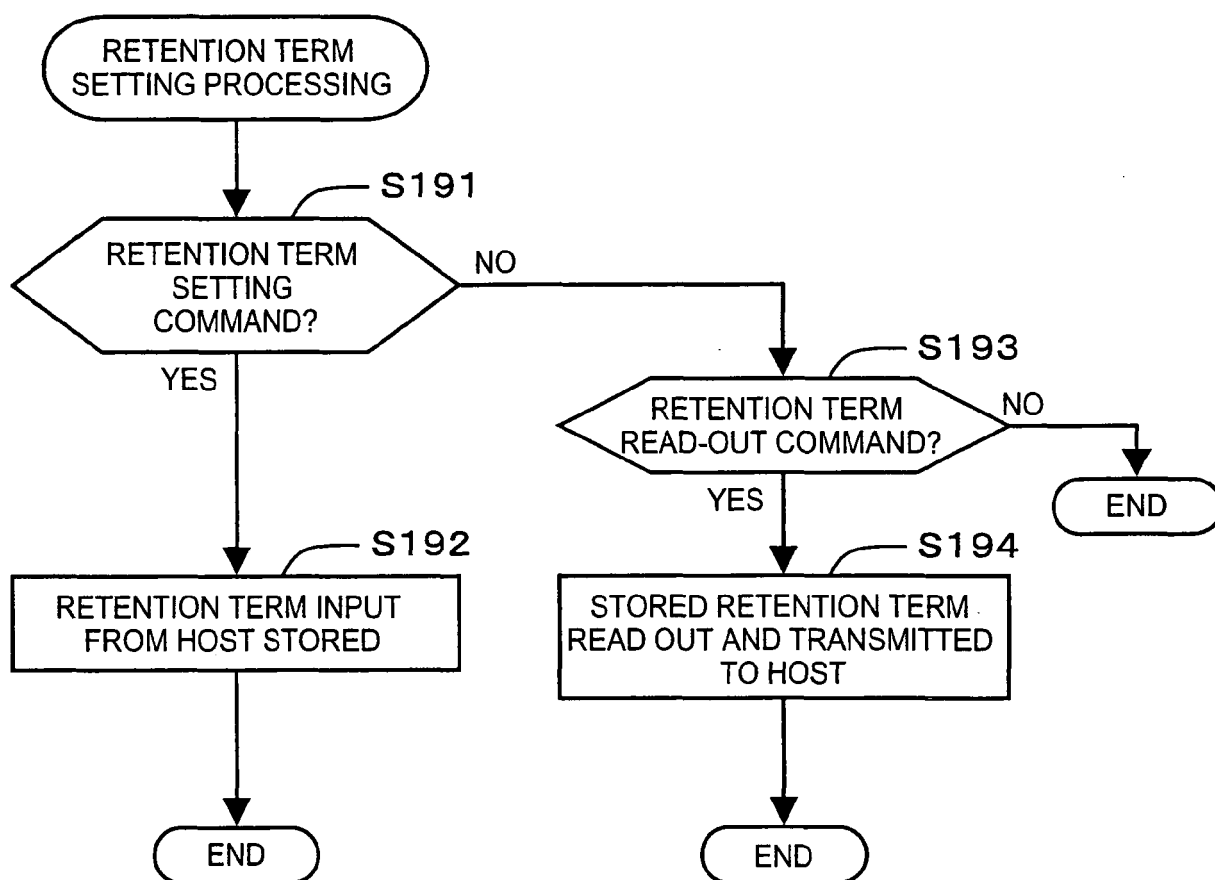 RETENTION TERM
SETTING PROCESSING
S191
RETENTION TERM
SETTING
COMMAND?
NO
YES
S193
RETENTION TERM
READ-OUT COMMAND?
NO
YES
END
S192
RETENTION TERM INPUT
FROM HOST STORED
S194
STORED RETENTION TERM
READ OUT AND TRANSMITTED
TO HOST
END
END